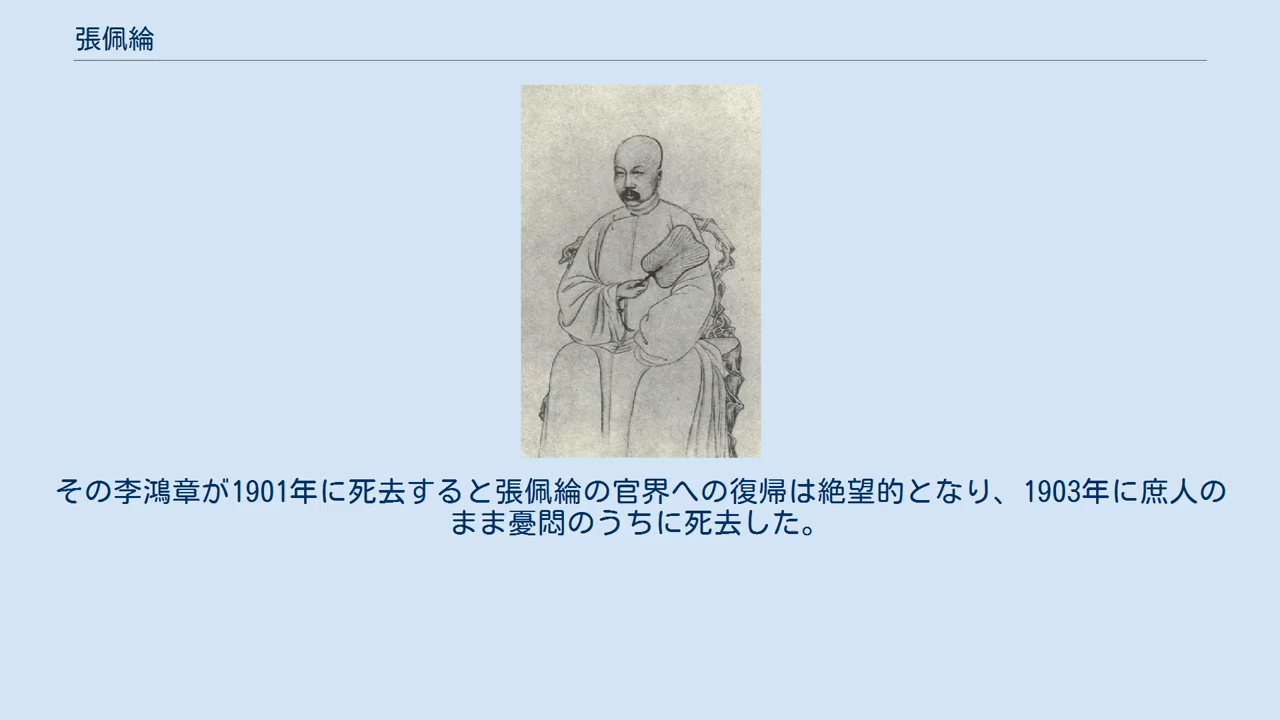 張佩綸
その李鴻章が1901年に死去すると張佩綸の官界への復帰は絶望的となり、1903年に庶人の
まま憂悶のうちに死去した。